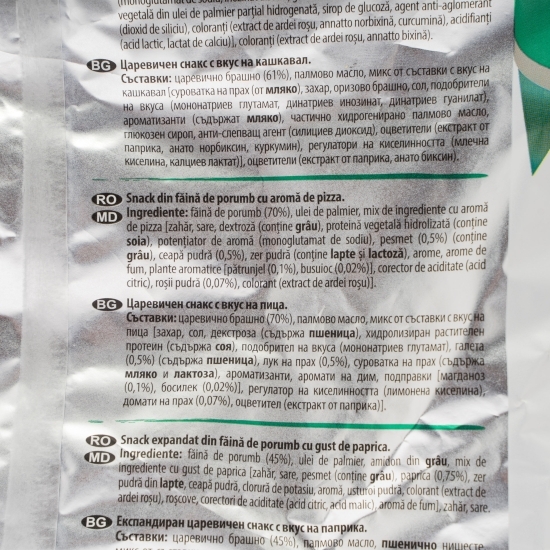 vegetală din ulei de palmier parțial hidrogenată, sirop de glucoză, agent anti-aglomerant
(dioxid de siliciu), coloranți (extract de ardei roșu, annatto norbixină, curcumină), acidifianți
(acid lactic, lactat de calciu)], coloranți (extract de ardei roșu, annatto bixină).
BG Царевичен снакс с вкус на кашкавал.
Съставки: царевично брашно (61%), палмово масло, микс от съставки с вкус на
кашкавал [суроватка на прах (от мляко), захар, оризово брашно, сол, подобрители
на вкуса (мононатриев глутамат, динатриев инозинат, динатриев гуанилат),
ароматизанти (съдържат мляко), частично хидрогенирано палмово масло,
глюкозен сироп, анти-слепващ агент (силициев диоксид), оцветители (екстракт от
паприка, анато норбиксин, куркумин), регулатори на киселинността (млечна
киселина, калциев лактат)], оцветители (екстракт от паприка, анато биксин).
RO Snack din făină de porumb cu aromă de pizza.
MD Ingrediente: făină de porumb (70%), ulei de palmier, mix de ingrediente cu aromă
de pizza [zahăr, sare, dextroză (conține grâu), proteină vegetală hidrolizată (conține
soia), potențiator de aromă (monoglutamat de sodiu), pesmet (0,5%) (conține
grâu), ceapă pudră (0,5%), zer pudră (conține lapte și lactoză), arome, arome de
fum, plante aromatice [pătrunjel (0,1%), busuioc (0,02%)], corector de aciditate (acid
citric), roșii pudră (0,07%), colorant (extract de ardei roșu)].
BG Царевичен снакс с вкус на пица.
Съставки: царевично брашно (70%), палмово масло, микс от съставки с вкус на
пица [захар, сол, декстроза (съдържа пшеница), хидролизиран растителен
протеин (съдържа соя), подобрител на вкуса (мононатриев глутамат), галета
(0,5%) (съдържа пшеница), лук на прах (0,5%), суроватка на прах (съдържа
мляко и лактоза), ароматизанти, аромати на дим, подправки [магданоз
(0,1%), босилек (0,02%)], регулатор на киселинността (лимонена киселина),
домати на прах (0,07%), оцветител (екстракт от паприка)].
RO Snack expandat din făină de porumb cu gust de paprica.
MD Ingrediente: făină de porumb (45%), ulei de palmier, amidon din grâu, mix de
ingrediente cu gust de paprica [zahăr, sare, pesmet (conține grâu), paprica (0,75%), zer
pudră din lapte, ceapă pudră, clorură de potasiu, aromă, usturoi pudră, colorant (extract de
ardei roșu), roșcove, corectori de aciditate (acid citric, acid malic), aromă de fum], zahăr, sare.
BG Експандиран царевичен снакс с вкус на паприка.
Съставки: царевично брашно (45%), палмово масло, пшенично нишесте,